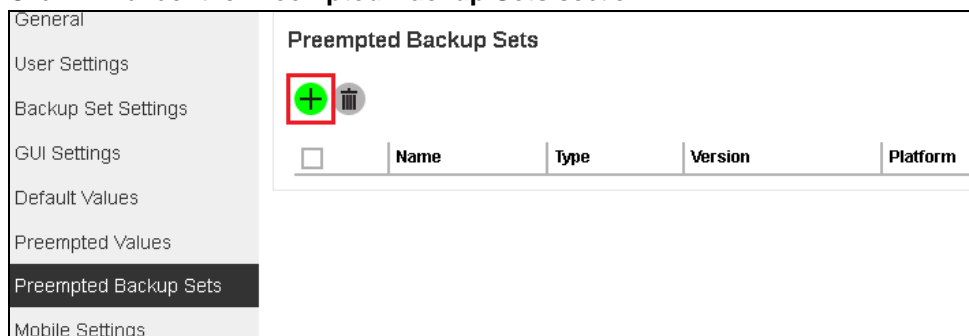 General
User Settings
Backup Set Settings
GUI Settings
Default Values
Preempted Values
Preempted Backup Sets
Mobile Settings
Preempted Backup Sets
Name Type Version Platform